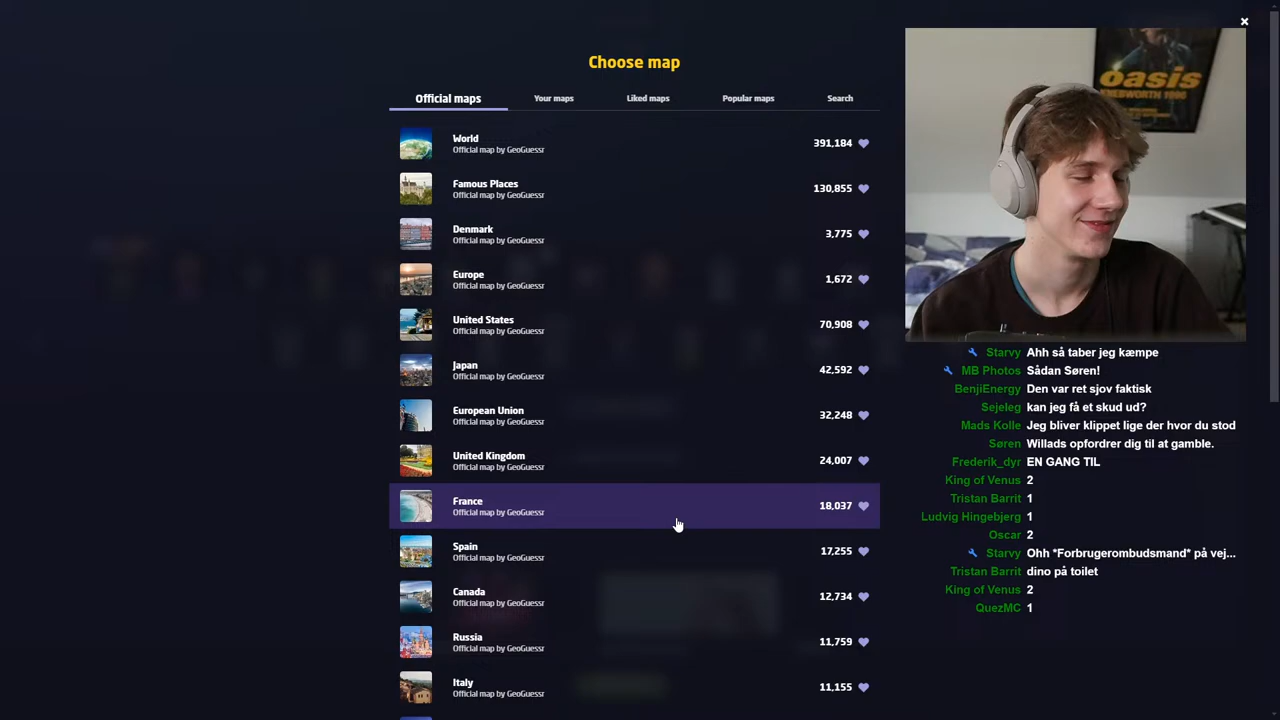 Choose map
Official maps
Your maps
Liked maps
Popular maps
Search
World
Official map by GeoGuessr
391,184
Famous Places
Official map by GeoGuessr
130,855
Denmark
Official map by GeoGuessr
3,775
Europe
Official map by GeoGuessr
1,672
United States
Official map by GeoGuessr
70,908
Japan
Official map by GeoGuessr
42,592
European Union
Official map by GeoGuessr
32,248
United Kingdom
Official map by GeoGuessr
24,007
France
Official map by GeoGuessr
18,037
Spain
Official map by GeoGuessr
17,255
Canada
Official map by GeoGuessr
12,734
Russia
Official map by GeoGuessr
11,759
Italy
Official map by GeoGuessr
11,155
oasis
KNEBWORTH 1996
Starvy Ahh så taber jeg kæmpe
MB Photos Sådan Søren!
BenjiEnergy Den var ret sjov faktisk
Sejeleg kan jeg få et skud ud?
Mads Kolle Jeg bliver klippet lige der hvor du stod
Søren Willads opfordrer dig til at gamble.
Frederik_dyr EN GANG TIL
King of Venus 2
Tristan Barrit 1
Ludvig Hingebjerg 1
Oscar 2
Starvy Ohh *Forbrugerombudsmand* på vej...
Tristan Barrit dino på toilet
King of Venus 2
QuezMC 1